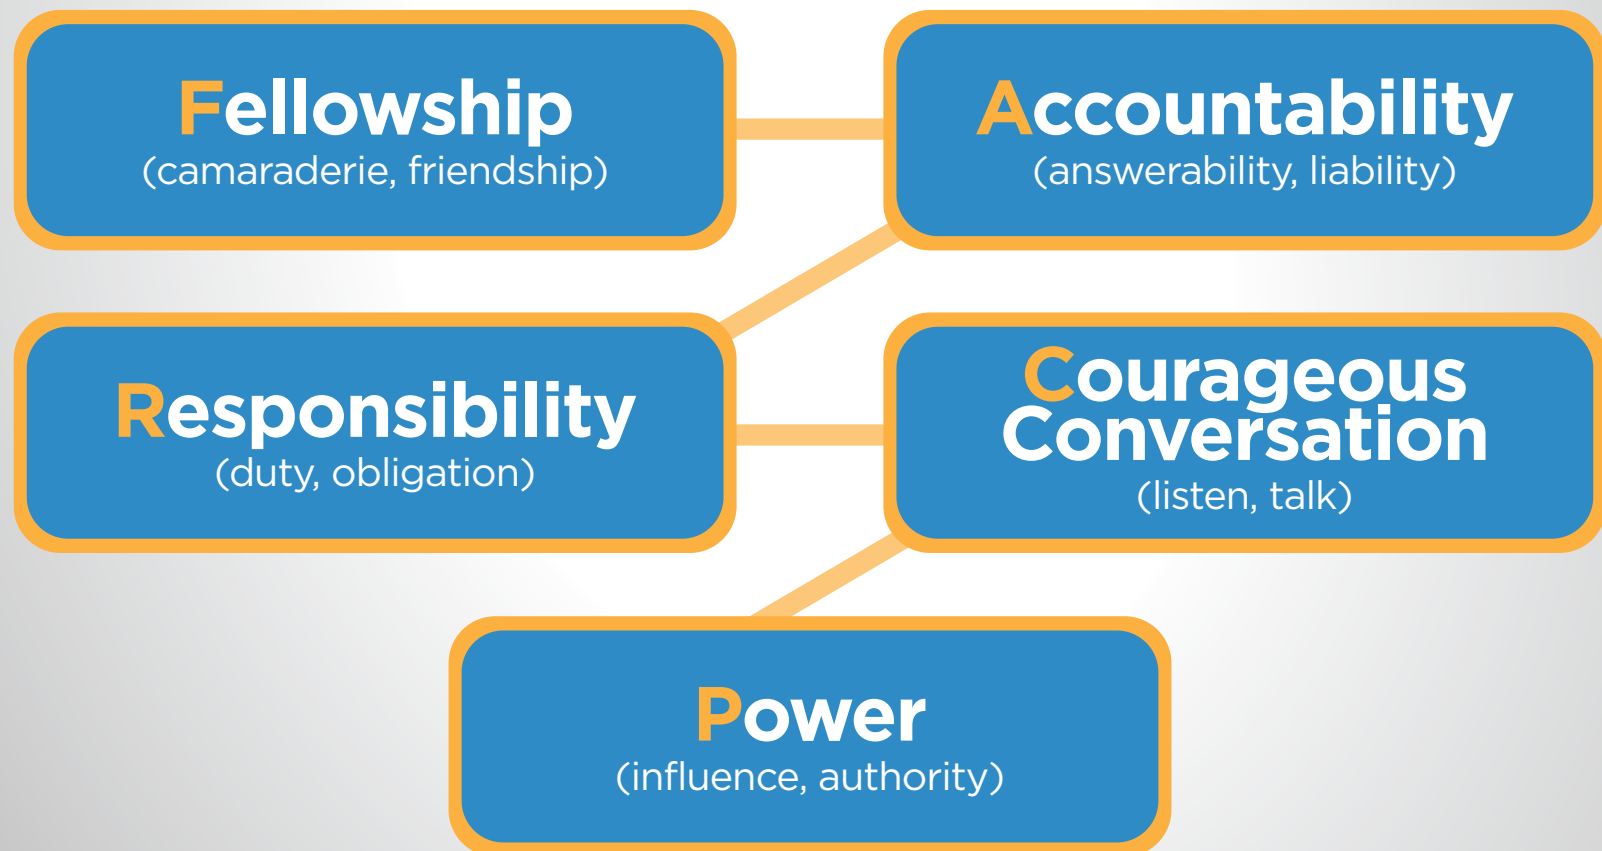 Fellowship
(camaraderie, friendship)
Accountability
(answerability, liability)
Responsibility
(duty, obligation)
Courageous
Conversation
(listen, talk)
Power
(influence, authority)